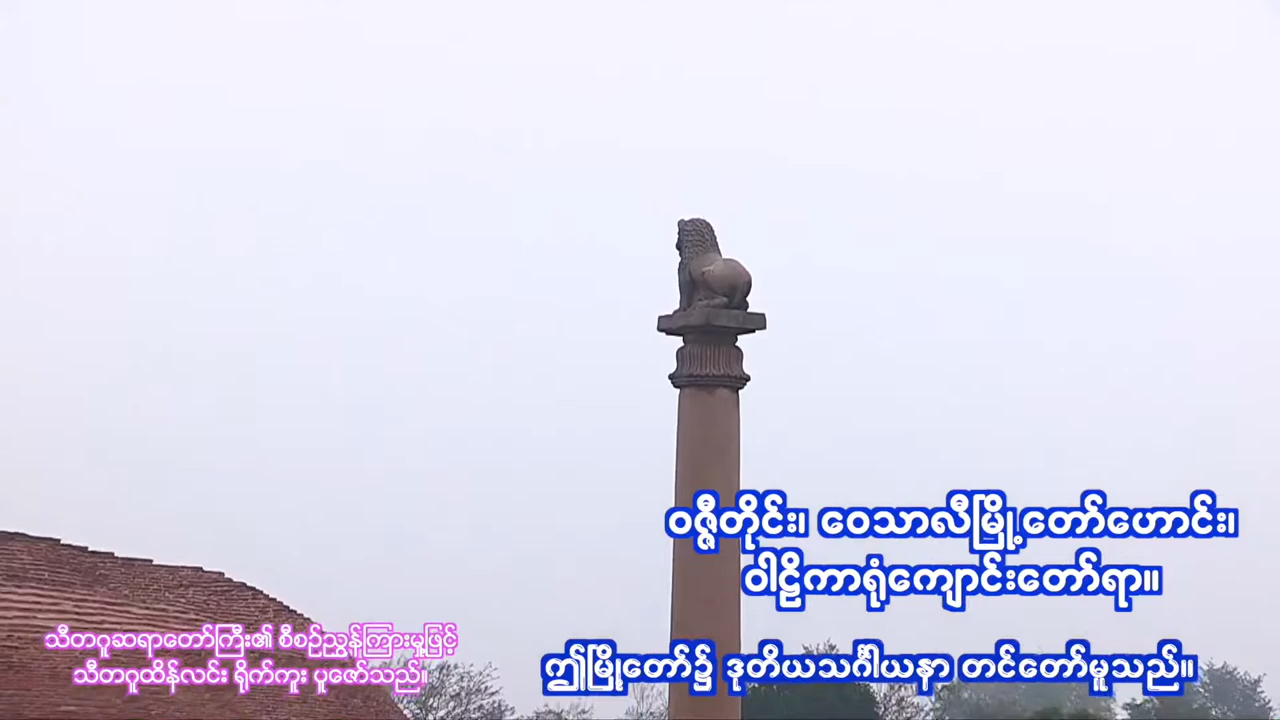 ဝဇ္ဇီတိုင်း၊ ဝေသာလီမြို့တော်ဟောင်း၊
ဝါဠိကာရုံကျောင်းတော်ရာ။
သီတဂူဆရာတော်ကြီး၏ စီစဉ်ညွှန်ကြားမှုဖြင့်
သီတဂူထိန်လင်း ရိုက်ကူး ပူဇော်သည်။
ဤမြို့တော်၌ ဒုတိယသင်္ဂါယနာ တင်တော်မူသည်။